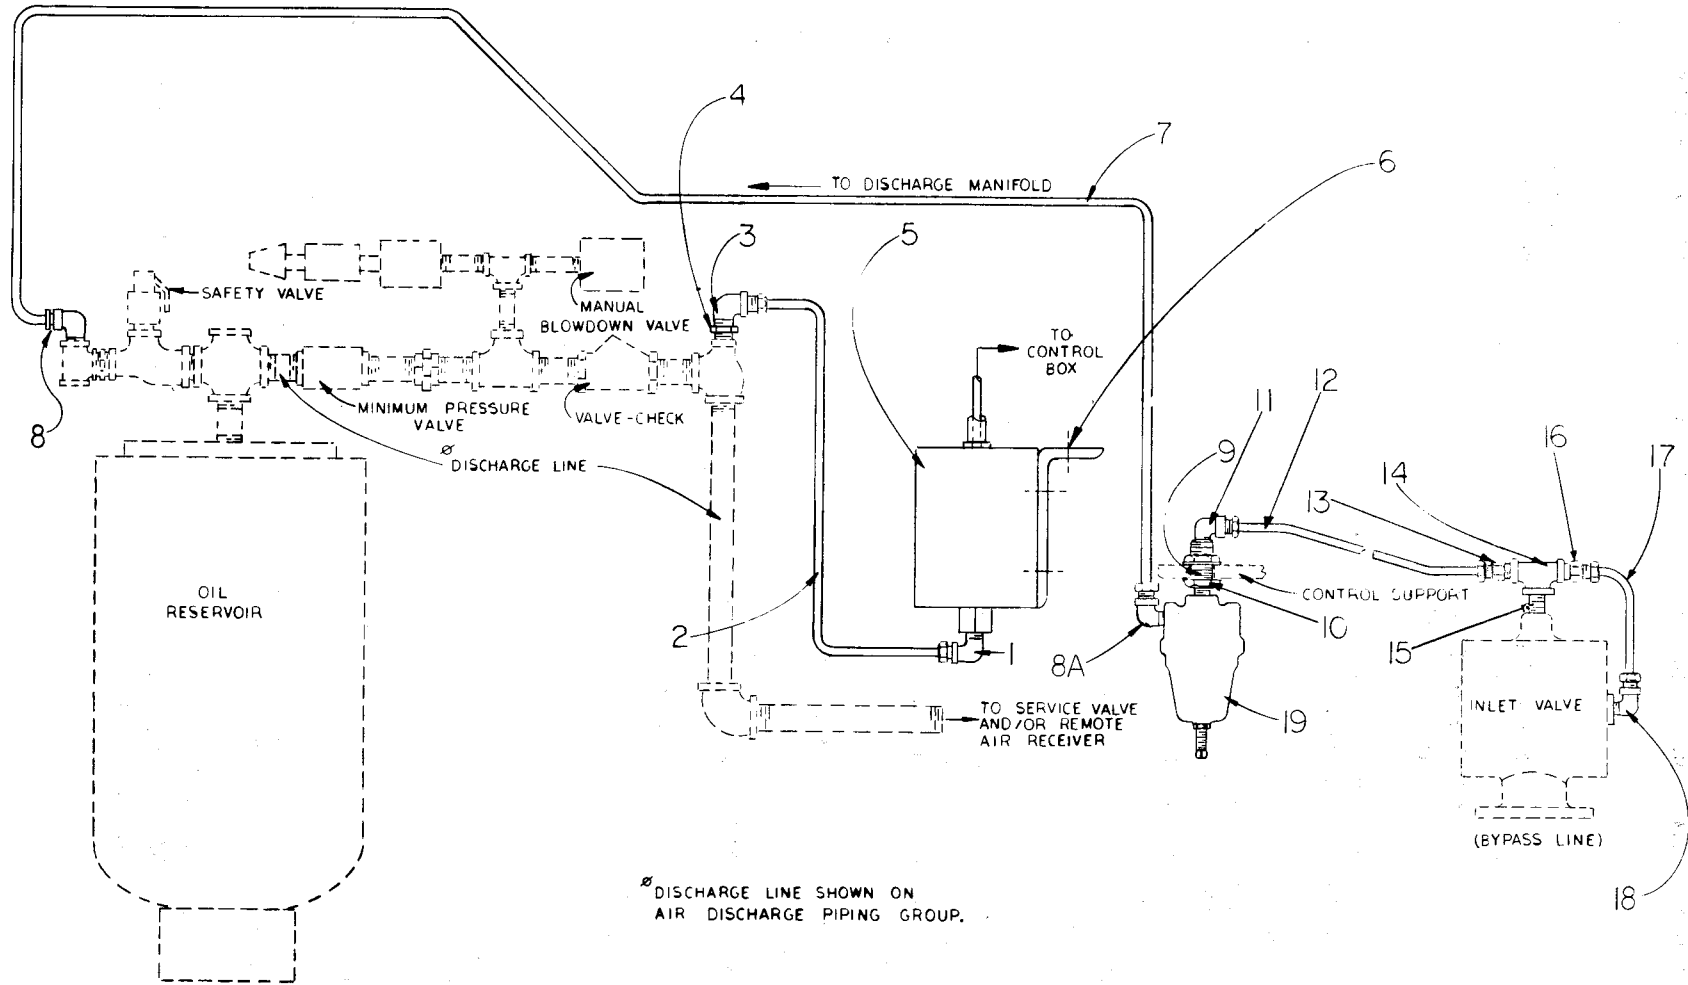 4
7
TO DISCHARGE MANIFOLD
6
3
5
SAFETY VALVE
MANUAL
BLOWDOWN VALVE
TO
CONTROL
BOX
8
MINIMUM PRESSURE
VALVE
VALVE-CHECK
11
12
9
13
14
16
17
ø
DISCHARGE LINE
OIL
RESERVOIR
CONTROL SUPPORT
2
1
8A
10
15
INLET VALVE
TO SERVICE VALVE
AND/OR REMOTE
AIR RECEIVER
19
(BYPASS LINE)
18
ø DISCHARGE LINE SHOWN ON
AIR DISCHARGE PIPING GROUP.